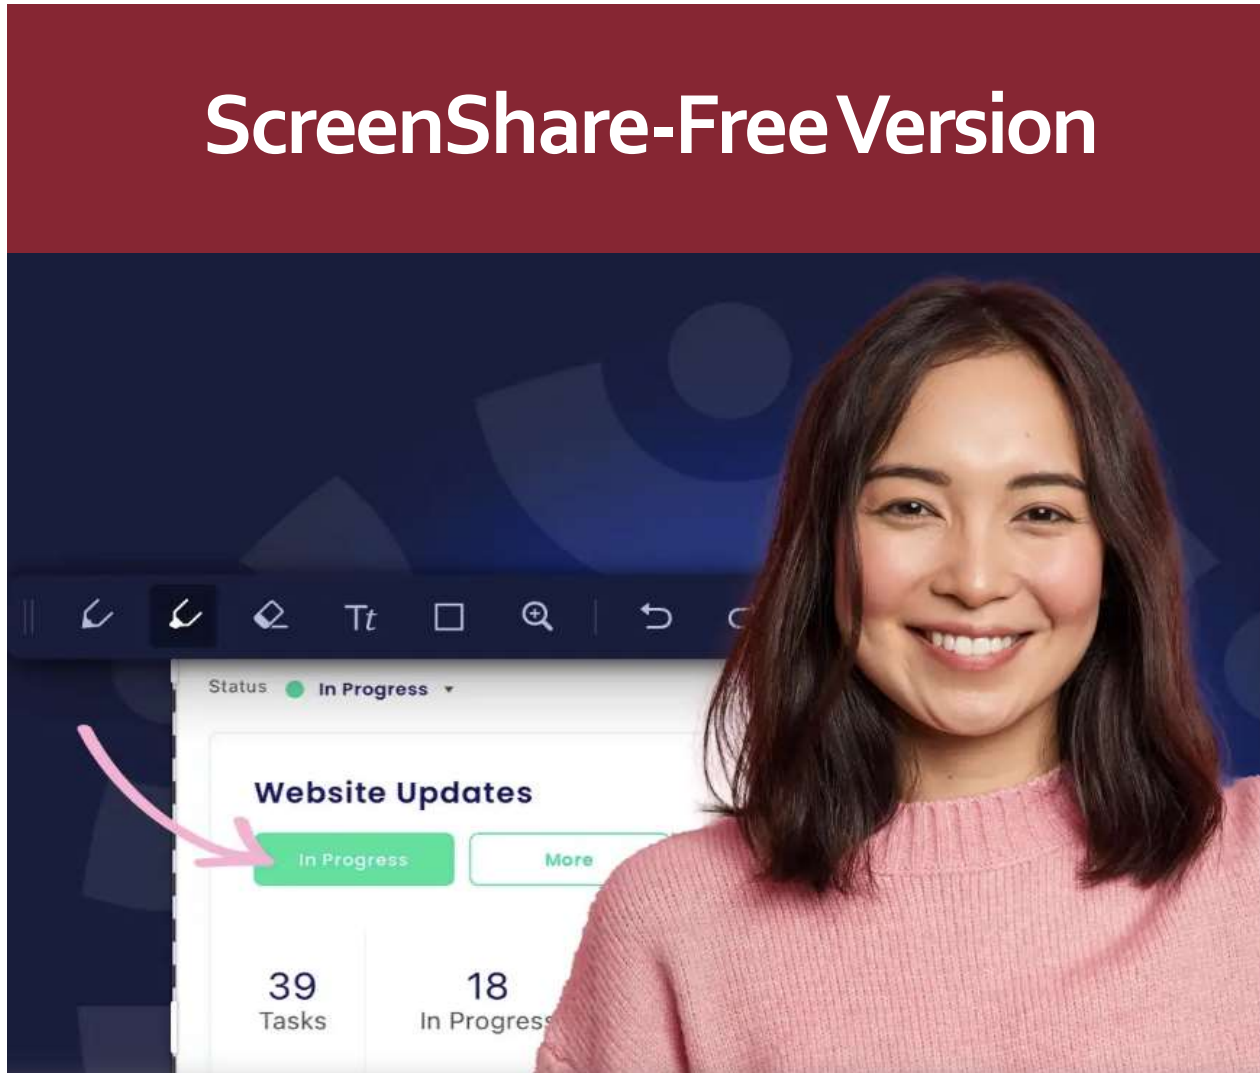 ScreenShare-Free Version
Tt
Status In Progress
Website Updates
In Progress More
39 18
Tasks In Progress